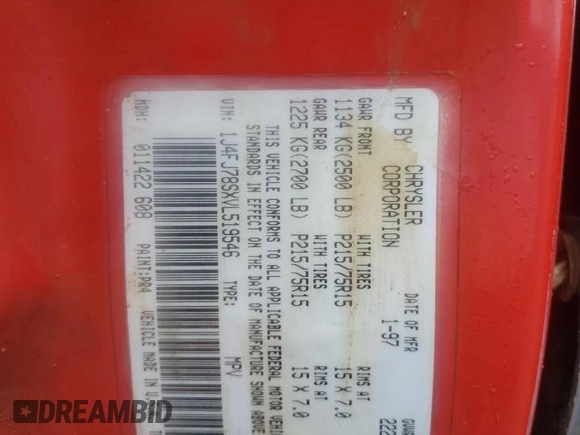 MFD BY CHRYSLER CORPORATION DATE OF MFR 1-97
GAWR FRONT WITH TIRES RIMS AT
1134 KG(2500 LB) P215/75R15 15 X 7.0
GAWR REAR WITH TIRES RIMS AT
1225 KG(2700 LB) P215/75R15 15 X 7.0
THIS VEHICLE CONFORMS TO ALL APPLICABLE FEDERAL MOTOR VEHICLE
STANDARDS IN EFFECT ON THE DATE OF MANUFACTURE SHOWN ABOVE
VIN: 1J4FJ78SXVL519546 TYPE: MPV
MDH: 011422 608 PAINT:PR4 VEHICLE MADE IN
DREAMBID